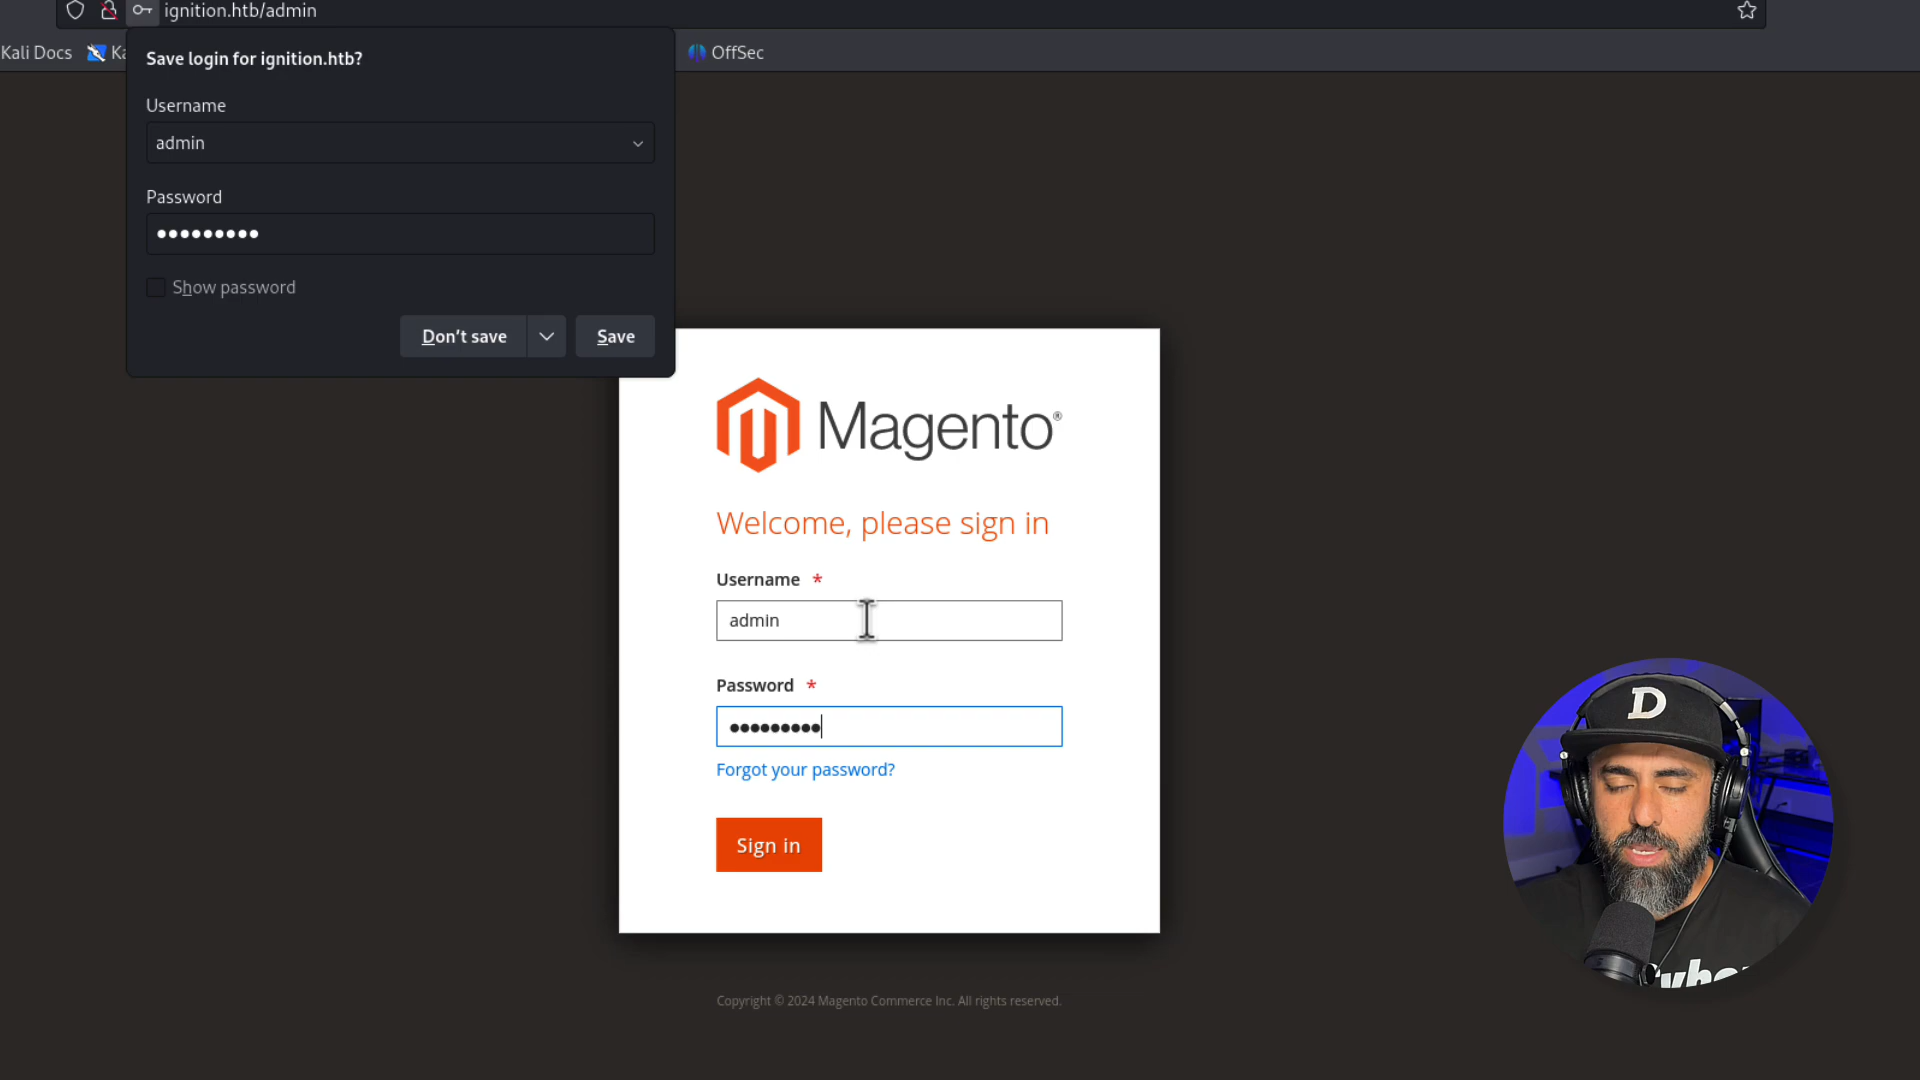 ignition.htb/admin
Kali Docs
Ka
OffSec
Save login for ignition.htb?
Username
admin
Password
•••••••••
Show password
Don't save
Save
Magento®
Welcome, please sign in
Username *
admin
Password *
•••••••••
Forgot your password?
Sign in
Copyright © 2024 Magento Commerce Inc. All rights reserved.
D